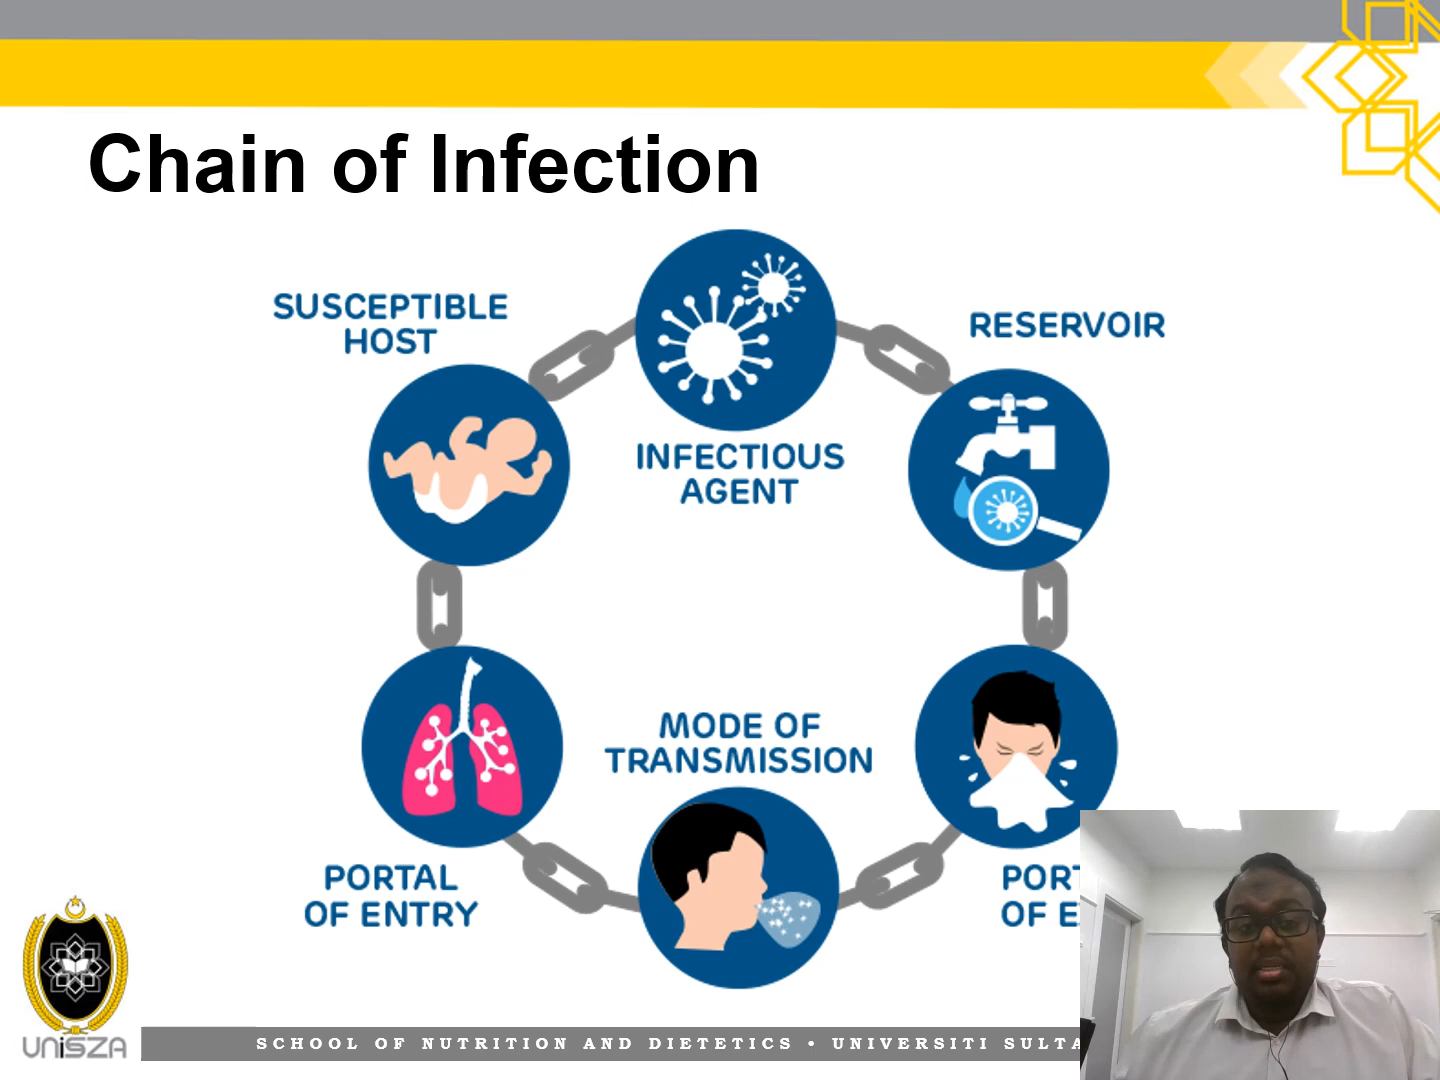 Chain of Infection
SUSCEPTIBLE
HOST
RESERVOIR
INFECTIOUS
AGENT
MODE OF
TRANSMISSION
PORTAL
OF ENTRY
OF
UNiSZA
SCHOOL OF NUTRITION AND DIETETICS • UNIVERSITI